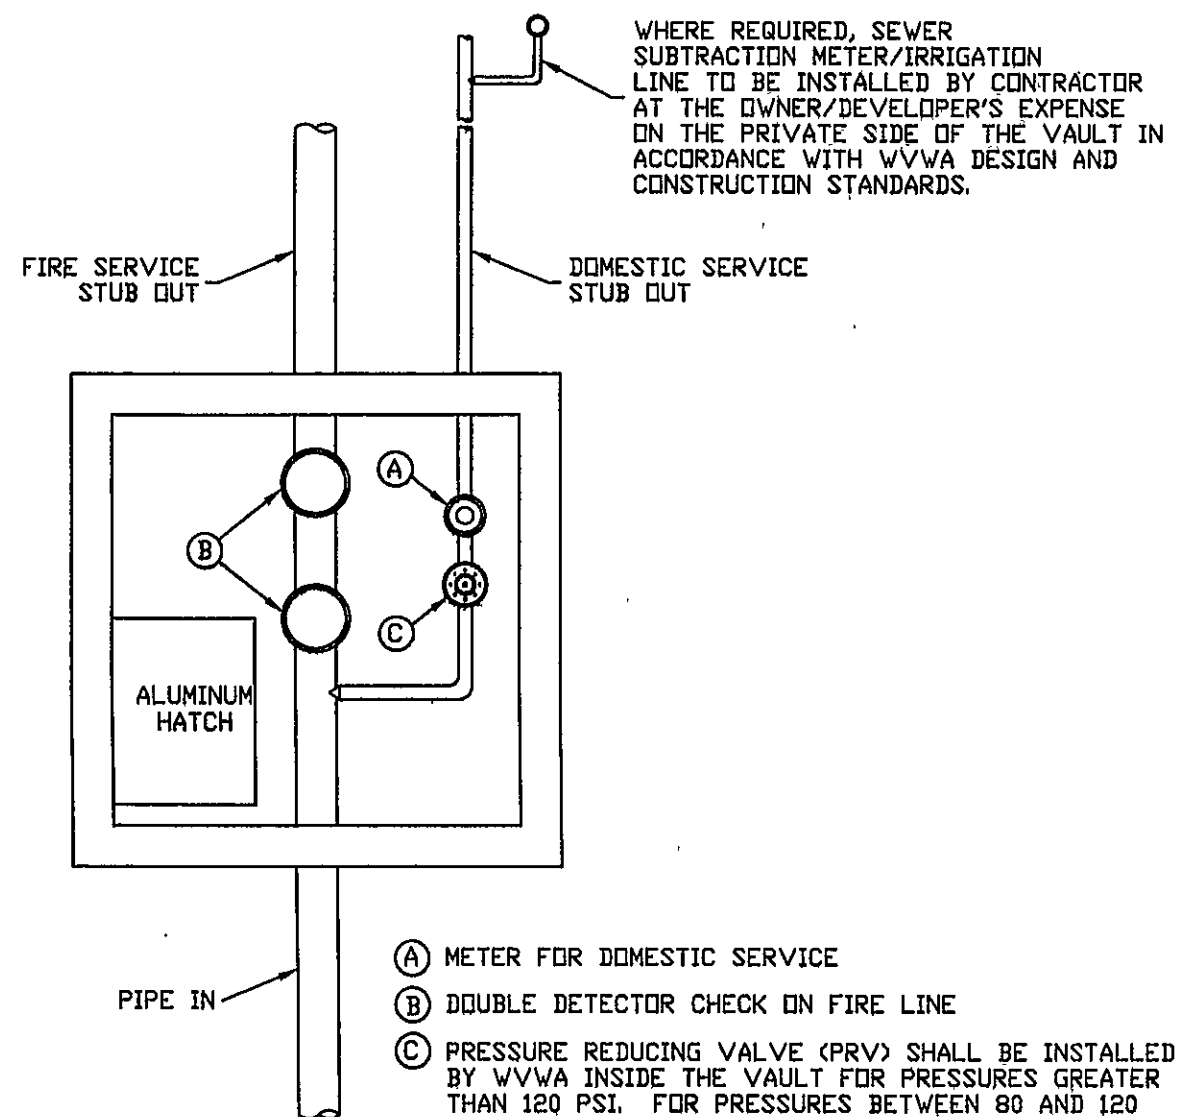 WHERE REQUIRED, SEWER
SUBTRACTION METER/IRRIGATION
LINE TO BE INSTALLED BY CONTRACTOR
AT THE OWNER/DEVELOPER'S EXPENSE
ON THE PRIVATE SIDE OF THE VAULT IN
ACCORDANCE WITH WVWA DESIGN AND
CONSTRUCTION STANDARDS.
FIRE SERVICE
STUB OUT
DOMESTIC SERVICE
STUB OUT
A
B
C
ALUMINUM
HATCH
PIPE IN
A METER FOR DOMESTIC SERVICE
B DOUBLE DETECTOR CHECK ON FIRE LINE
C PRESSURE REDUCING VALVE (PRV) SHALL BE INSTALLED
BY WVWA INSIDE THE VAULT FOR PRESSURES GREATER
THAN 120 PSI. FOR PRESSURES BETWEEN 80 AND 120